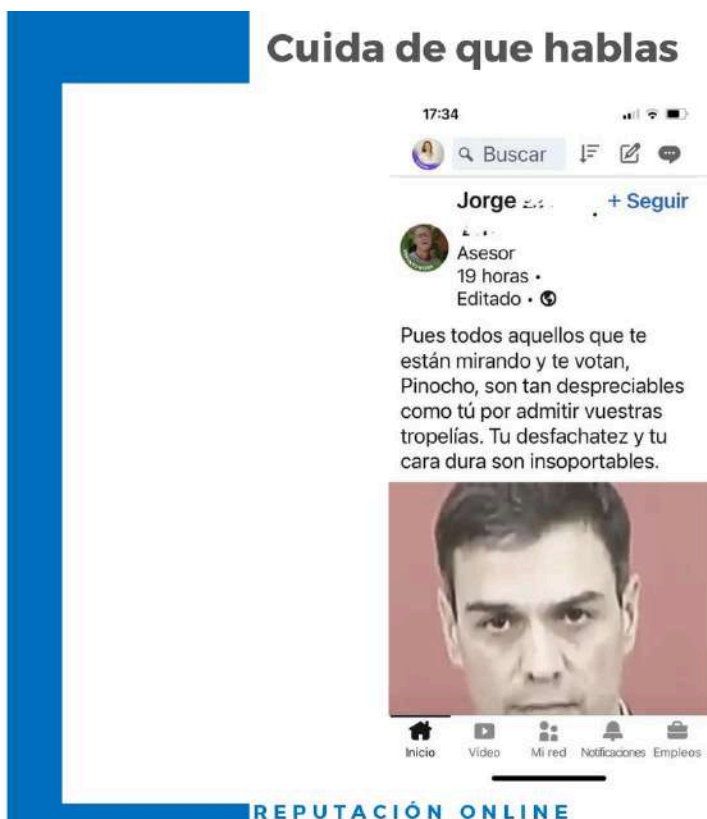 Cuida de que hablas
17:34
Buscar
Jorge
+ Seguir
Asesor
19 horas •
Editado •
Pues todos aquellos que te
están mirando y te votan,
Pinocho, son tan despreciables
como tú por admitir vuestras
tropelías. Tu desfachatez y tu
cara dura son insoportables.
Inicio
Vídeo
Mi red
Notificaciones
Empleos
REPUTACIÓN ONLINE